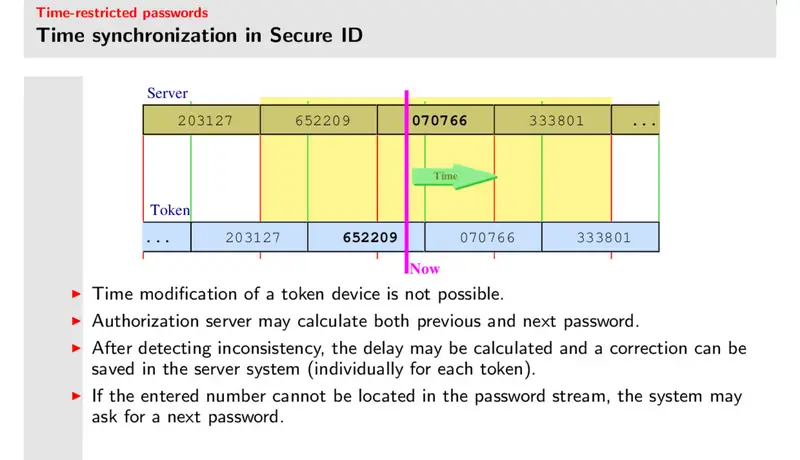 Time-restricted passwords
Time synchronization in Secure ID
Server
203127 652209 070766 333801 ...
Time
Token
... 203127 652209 070766 333801
Now
Time modification of a token device is not possible.
Authorization server may calculate both previous and next password.
After detecting inconsistency, the delay may be calculated and a correction can be
saved in the server system (individually for each token).
If the entered number cannot be located in the password stream, the system may
ask for a next password.